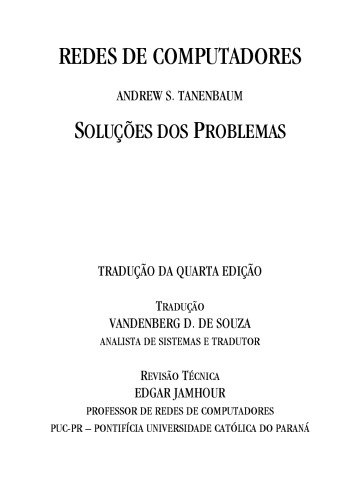 REDES DE COMPUTADORES
ANDREW S. TANENBAUM
SOLUÇÕES DOS PROBLEMAS
TRADUÇÃO DA QUARTA EDIÇÃO
TRADUÇÃO
VANDENBERG D. DE SOUZA
ANALISTA DE SISTEMAS E TRADUTOR
REVISÃO TÉCNICA
EDGAR JAMHOUR
PROFESSOR DE REDES DE COMPUTADORES
PUC-PR – PONTIFÍCIA UNIVERSIDADE CATÓLICA DO PARANÁ